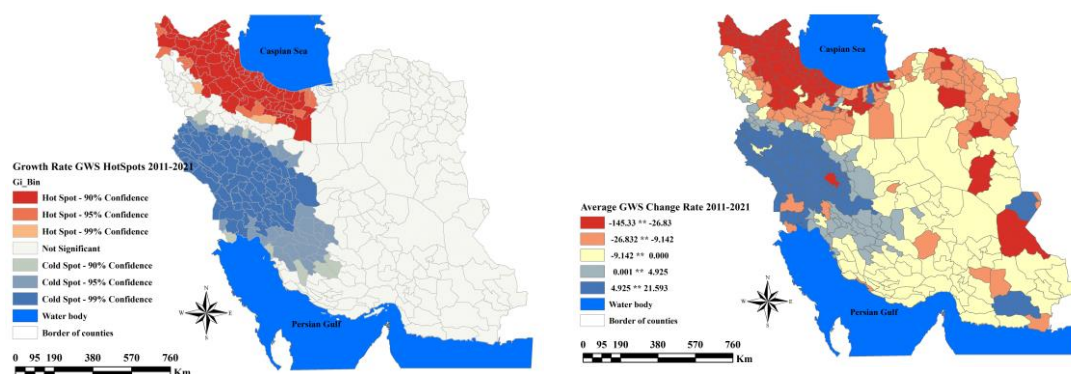 Caspian Sea
Growth Rate GWS HotSpots 2011-2021
Gi_Bin
Hot Spot - 90% Confidence
Hot Spot - 95% Confidence
Hot Spot - 99% Confidence
Not Significant
Cold Spot - 90% Confidence
Cold Spot - 95% Confidence
Cold Spot - 99% Confidence
Water body
Border of counties
N
W E
S
Persian Gulf
0 95 190 380 570 760
Km
Caspian Sea
Average GWS Change Rate 2011-2021
-145.33 ** -26.83
-26.832 ** -9.142
-9.142 ** 0.000
0.001 ** 4.925
4.925 ** 21.593
Water body
Border of counties
N
W E
S
Persian Gulf
0 95 190 380 570 760
Km